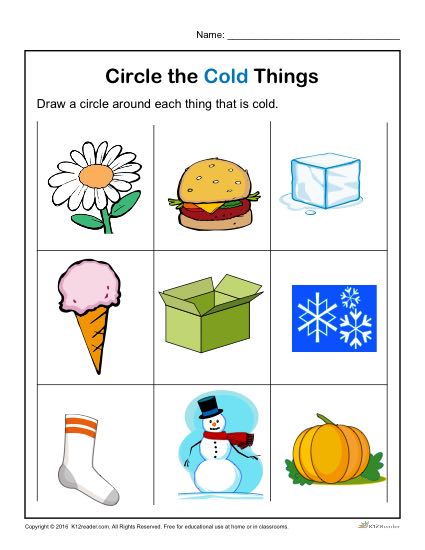 Name:
Circle the Cold Things
Draw a circle around each thing that is cold.
Copyright © 2016 K12reader.com. All Rights Reserved. Free for educational use at home or in classrooms.
K12Reader